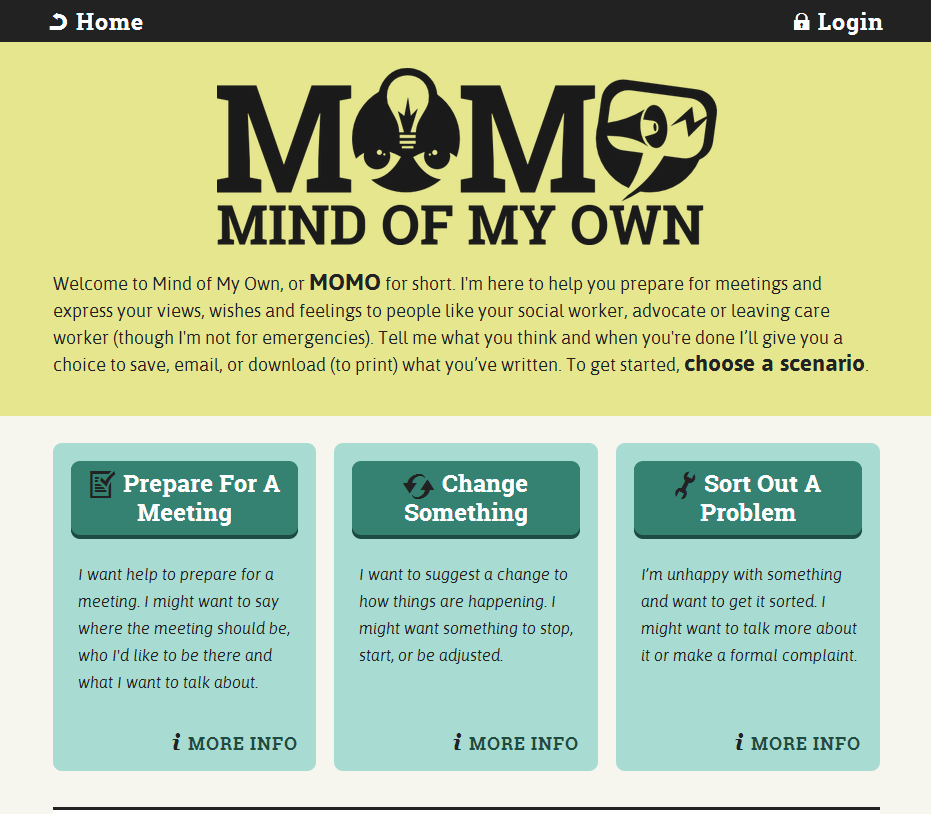 Home
Login
MOMO
MIND OF MY OWN
Welcome to Mind of My Own, or MOMO for short. I'm here to help you prepare for meetings and
express your views, wishes and feelings to people like your social worker, advocate or leaving care
worker (though I'm not for emergencies). Tell me what you think and when you're done I’ll give you a
choice to save, email, or download (to print) what you’ve written. To get started, choose a scenario.
Prepare For A
Meeting
I want help to prepare for a
meeting. I might want to say
where the meeting should be,
who I'd like to be there and
what I want to talk about.
MORE INFO
Change
Something
I want to suggest a change to
how things are happening. I
might want something to stop,
start, or be adjusted.
MORE INFO
Sort Out A
Problem
I’m unhappy with something
and want to get it sorted. I
might want to talk more about
it or make a formal complaint.
MORE INFO